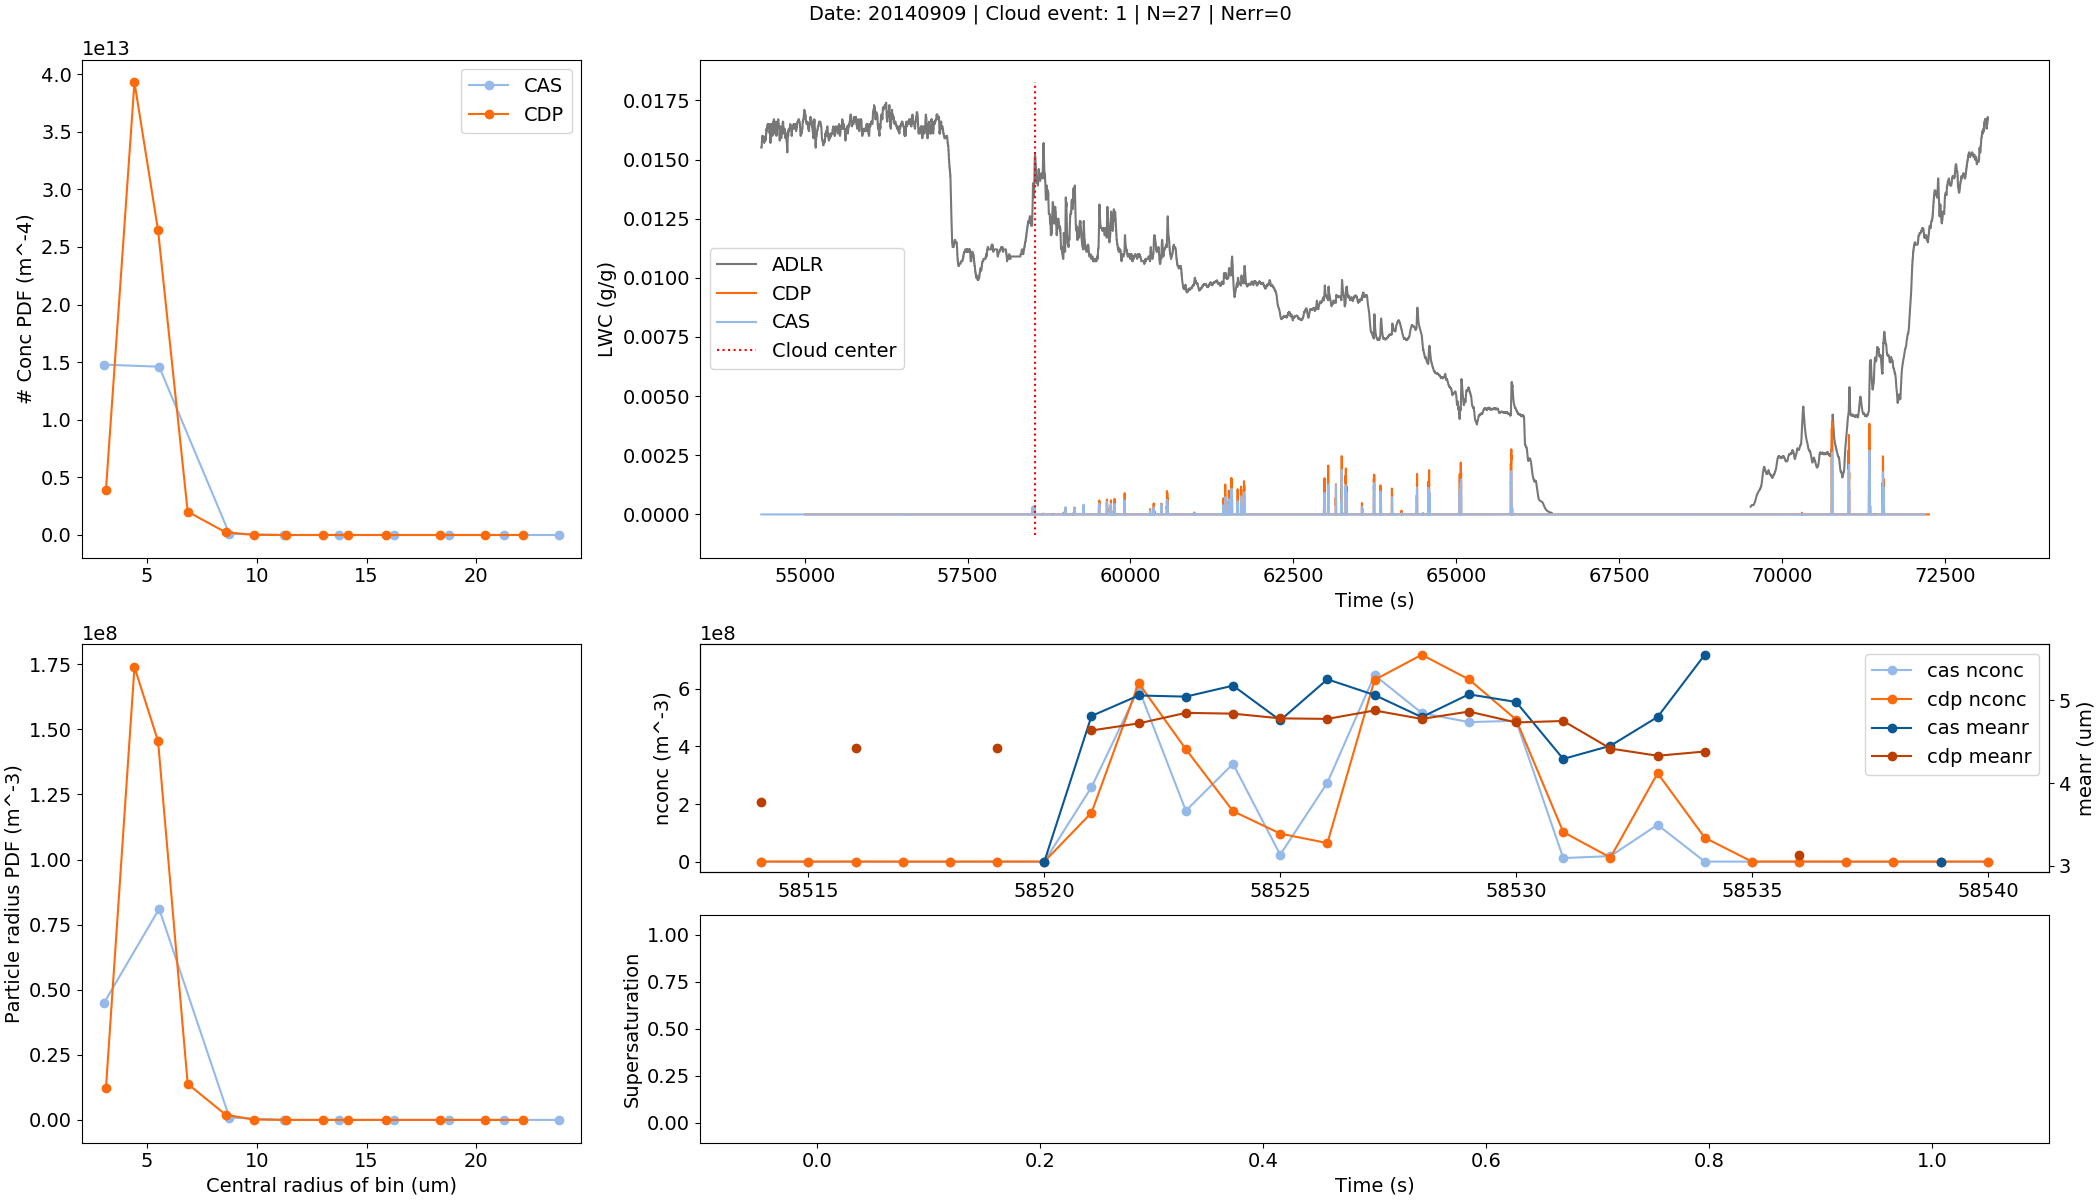 Date: 20140909 | Cloud event: 1 | N=27 | Nerr=0
1e13
# Conc PDF (m^-4)
4.0
3.5
3.0
2.5
2.0
1.5
1.0
0.5
0.0
5 10 15 20
CAS
CDP
LWC (g/g)
0.0175
0.0150
0.0125
0.0100
0.0075
0.0050
0.0025
0.0000
ADLR
CDP
CAS
Cloud center
55000 57500 60000 62500 65000 67500 70000 72500
Time (s)
1e8
Particle radius PDF (m^-3)
1.75
1.50
1.25
1.00
0.75
0.50
0.25
0.00
5 10 15 20
Central radius of bin (um)
1e8
nconc (m^-3)
6
4
2
0
cas nconc
cdp nconc
cas meanr
cdp meanr
5
4
3
meanr (um)
58515 58520 58525 58530 58535 58540
Supersaturation
1.00
0.75
0.50
0.25
0.00
0.0 0.2 0.4 0.6 0.8 1.0
Time (s)